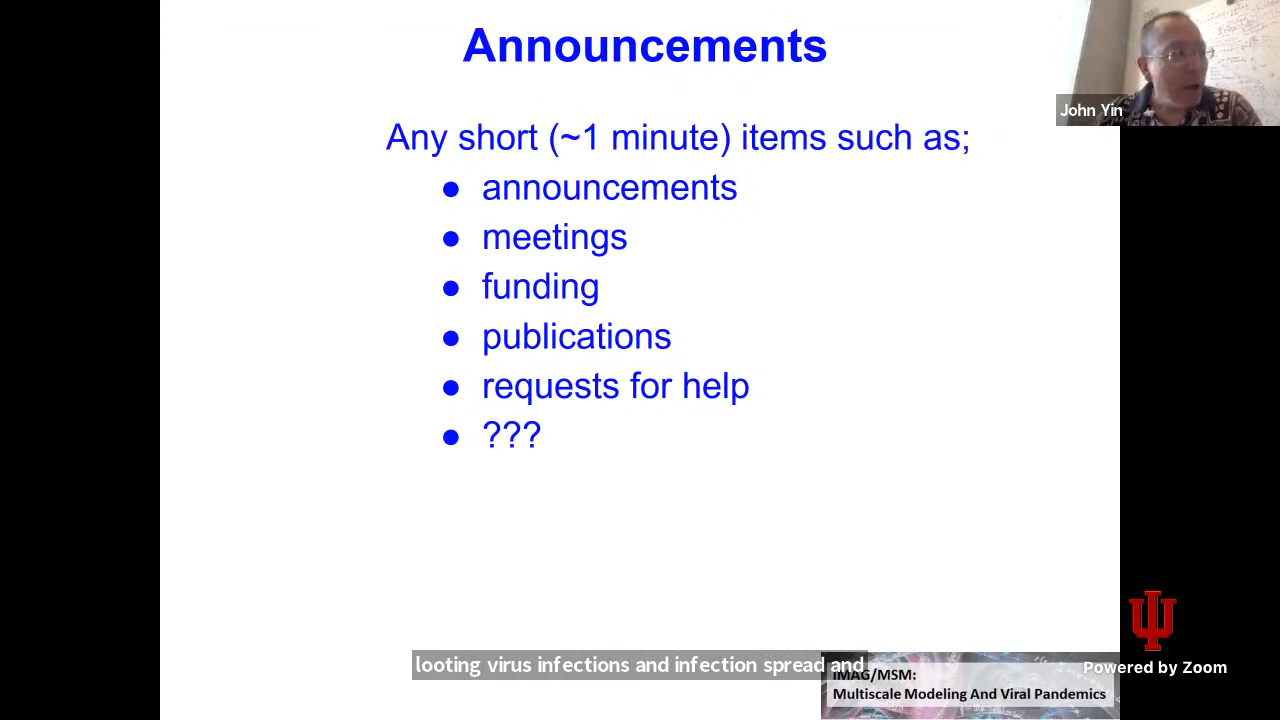 Announcements
John Yin
Any short (~1 minute) items such as;
● announcements
● meetings
● funding
● publications
● requests for help
● ???
looting virus infections and infection spread and
IMAG/MSM:
Multiscale Modeling And Viral Pandemics
Powered by Zoom